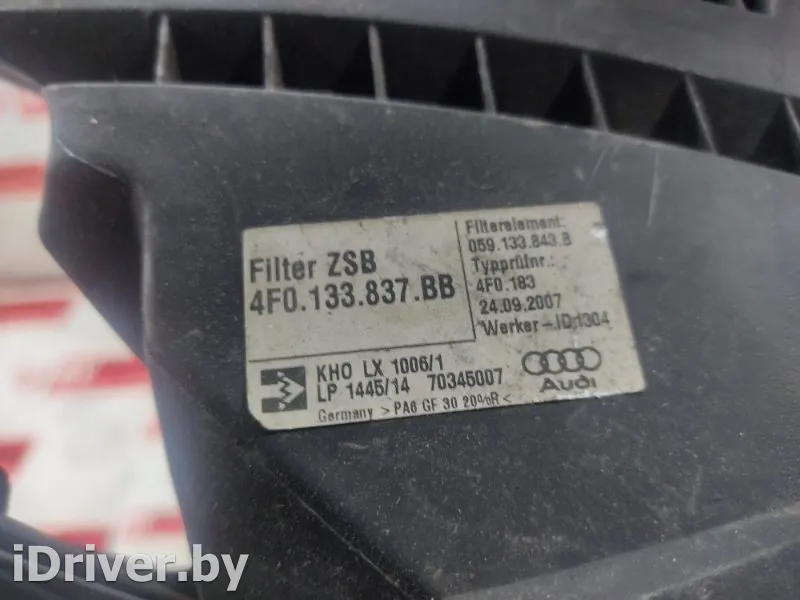 Filter ZSB
4F0.133.837.BB
Filterelement:
059.133.843.B
Typprüfnr.:
4F0.183
24.09.2007
Werker-ID:1304
KHO LX 1006/1
LP 1445/14 70345007
Audi
Germany >PA6 GF 30 20%R<
iDriver.by